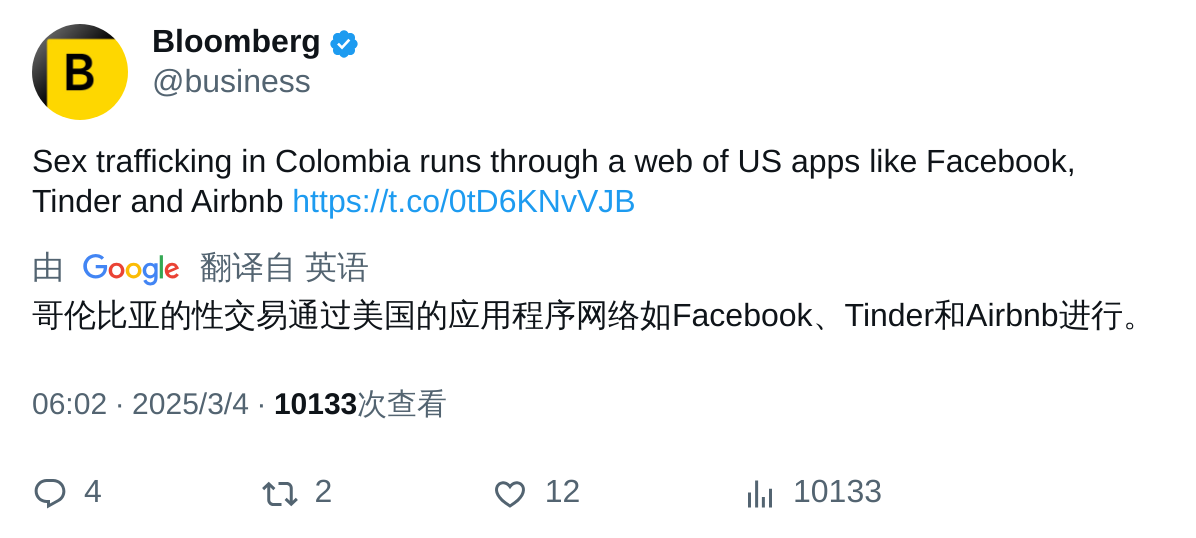 B
Bloomberg
@business
Sex trafficking in Colombia runs through a web of US apps like Facebook,
Tinder and Airbnb https://t.co/0tD6KNvVJB
由 Google 翻译自 英语
哥伦比亚的性交易通过美国的应用程序网络如Facebook、Tinder和Airbnb进行。
06:02 · 2025/3/4 · 10133次查看
4 2 12 10133